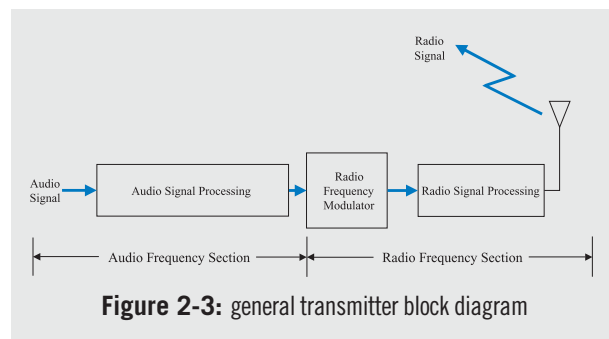 Radio
Signal
Audio
Signal
Audio Signal Processing
Radio
Frequency
Modulator
Radio Signal Processing
Audio Frequency Section
Radio Frequency Section
Figure 2-3: general transmitter block diagram